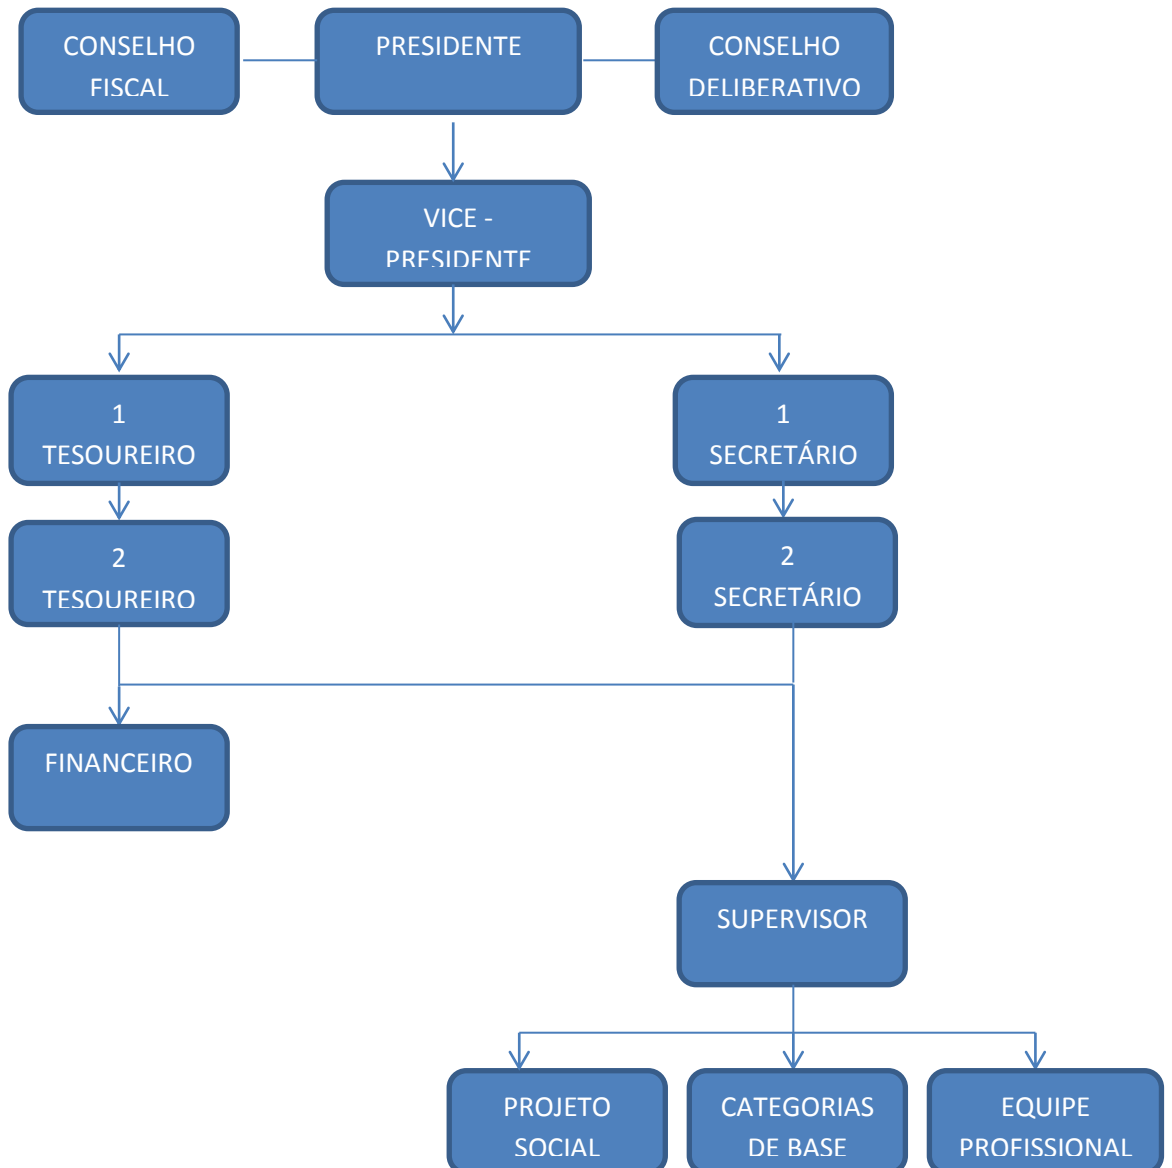 CONSELHO
FISCAL
PRESIDENTE
CONSELHO
DELIBERATIVO
VICE -
PRESIDENTE
1
TESOUREIRO
1
SECRETÁRIO
2
TESOUREIRO
2
SECRETÁRIO
FINANCEIRO
SUPERVISOR
PROJETO
SOCIAL
CATEGORIAS
DE BASE
EQUIPE
PROFISSIONAL